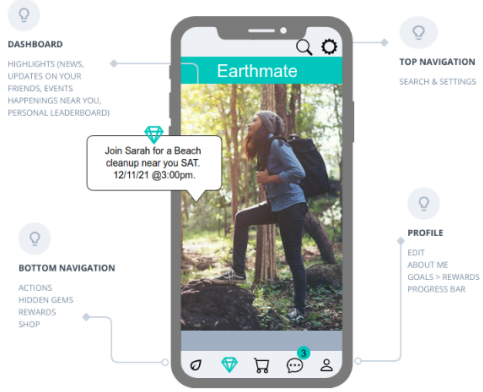 DASHBOARD
HIGHLIGHTS (NEWS,
UPDATES ON YOUR
FRIENDS, EVENTS
HAPPENINGS NEAR YOU,
PERSONAL LEADERBOARD)
TOP NAVIGATION
SEARCH & SETTINGS
Earthmate
Join Sarah for a Beach
cleanup near you SAT.
12/11/21 @3:00pm.
PROFILE
EDIT
ABOUT ME
GOALS > REWARDS
PROGRESS BAR
BOTTOM NAVIGATION
ACTIONS
HIDDEN GEMS
REWARDS
SHOP
3